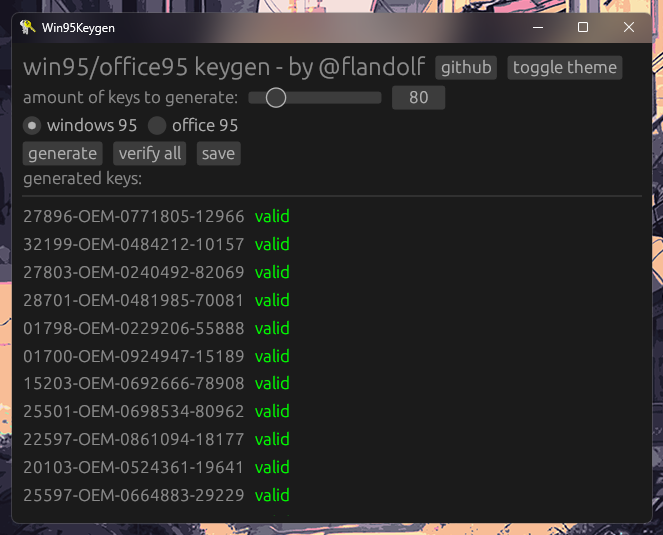 Win95Keygen
win95/office95 keygen - by @flandolf github toggle theme
amount of keys to generate: 80
windows 95 office 95
generate verify all save
generated keys:
27896-OEM-0771805-12966 valid
32199-OEM-0484212-10157 valid
27803-OEM-0240492-82069 valid
28701-OEM-0481985-70081 valid
01798-OEM-0229206-55888 valid
01700-OEM-0924947-15189 valid
15203-OEM-0692666-78908 valid
25501-OEM-0698534-80962 valid
22597-OEM-0861094-18177 valid
20103-OEM-0524361-19641 valid
25597-OEM-0664883-29229 valid